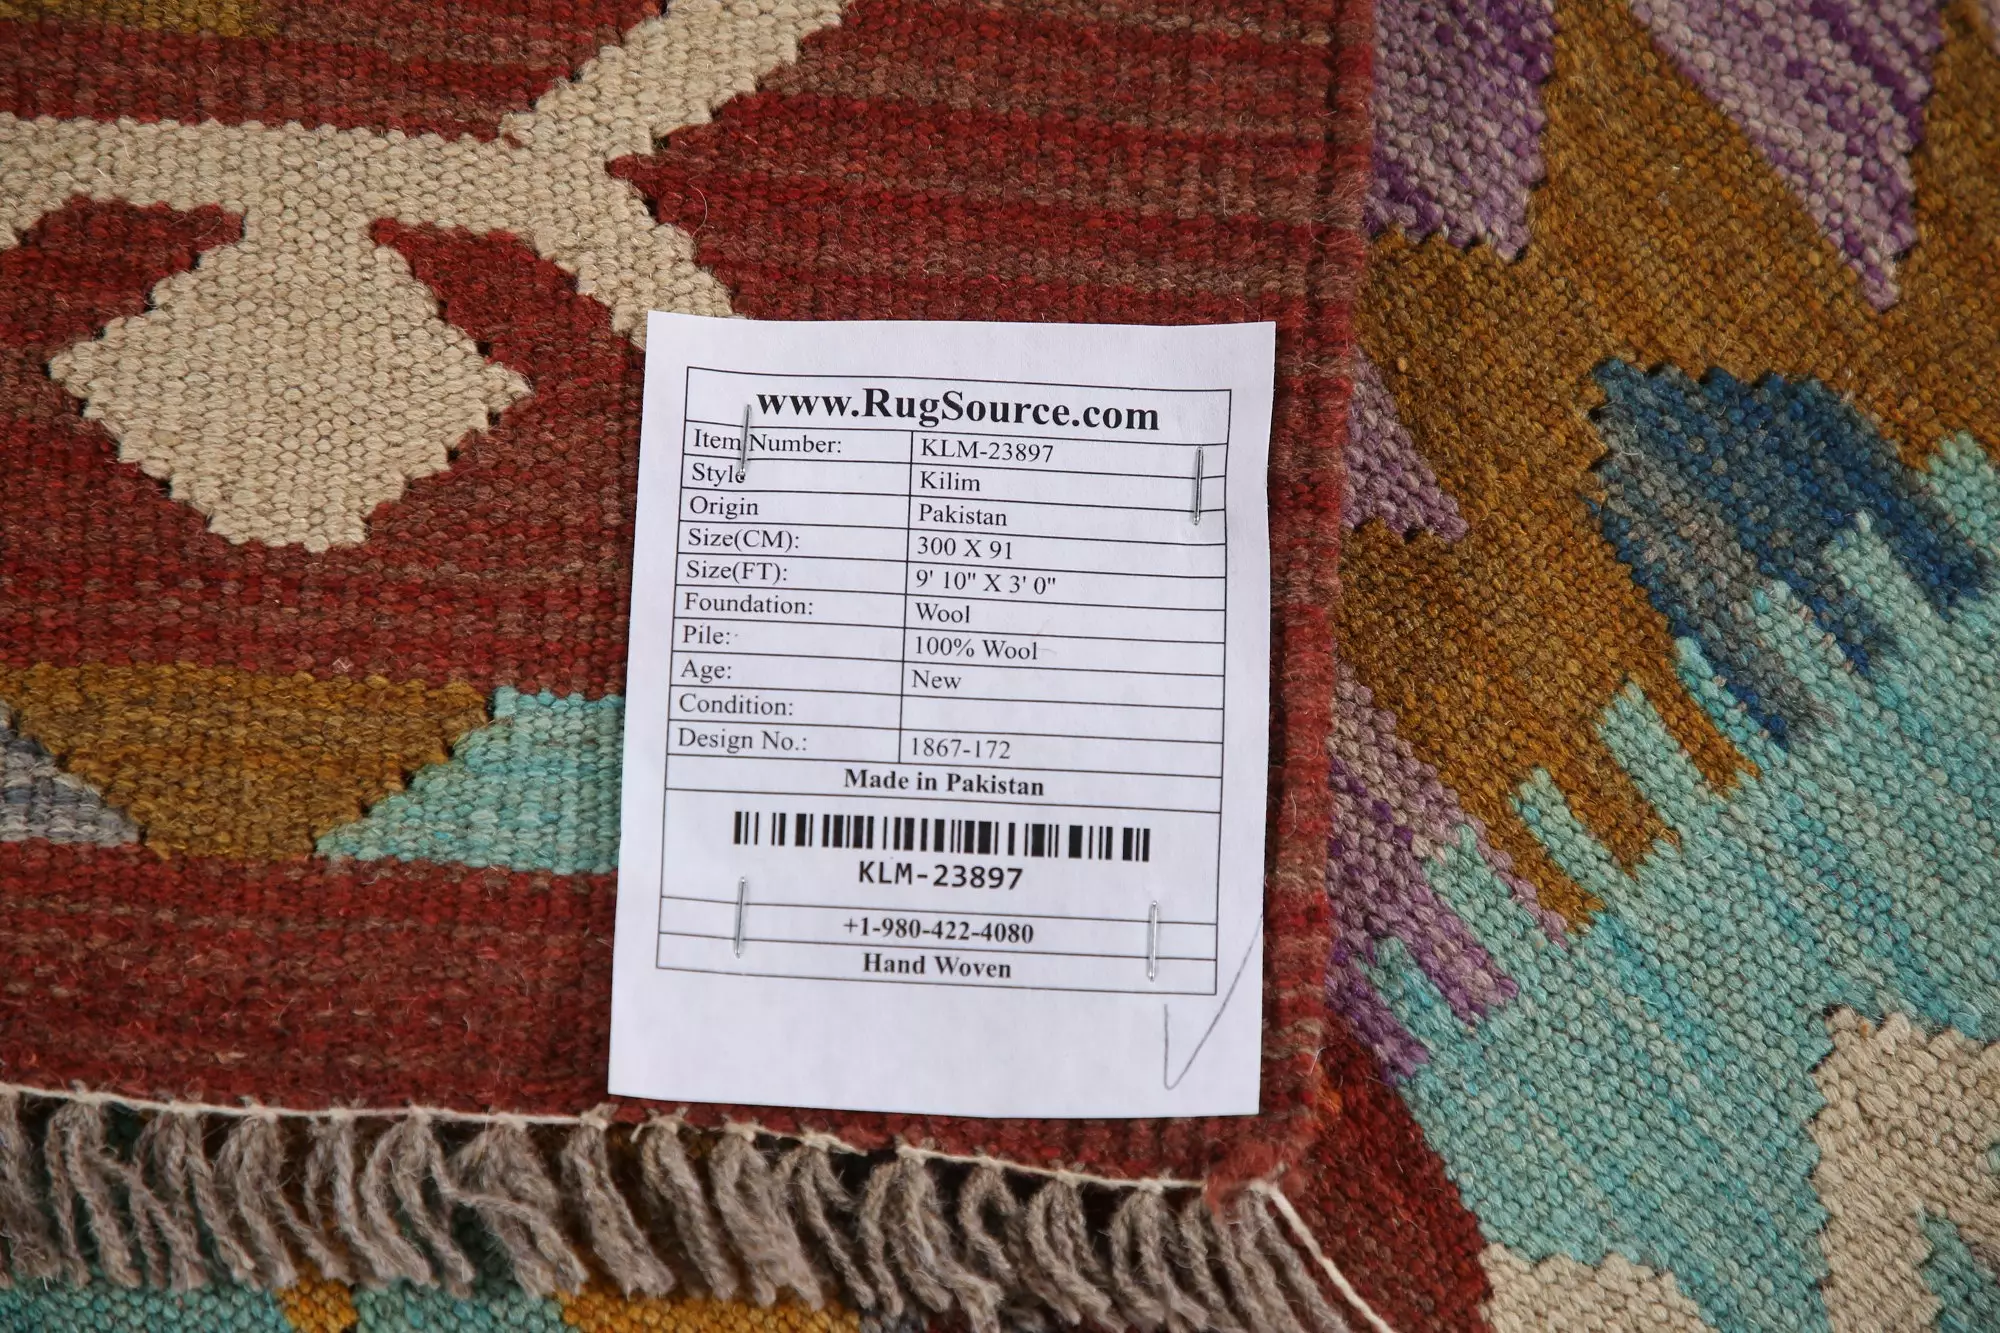 www.RugSource.com
Item Number: KLM-23897
Style Kilim
Origin Pakistan
Size(CM): 300 X 91
Size(FT): 9' 10" X 3' 0"
Foundation: Wool
Pile: 100% Wool
Age: New
Condition:
Design No.: 1867-172
Made in Pakistan
KLM-23897
+1-980-422-4080
Hand Woven